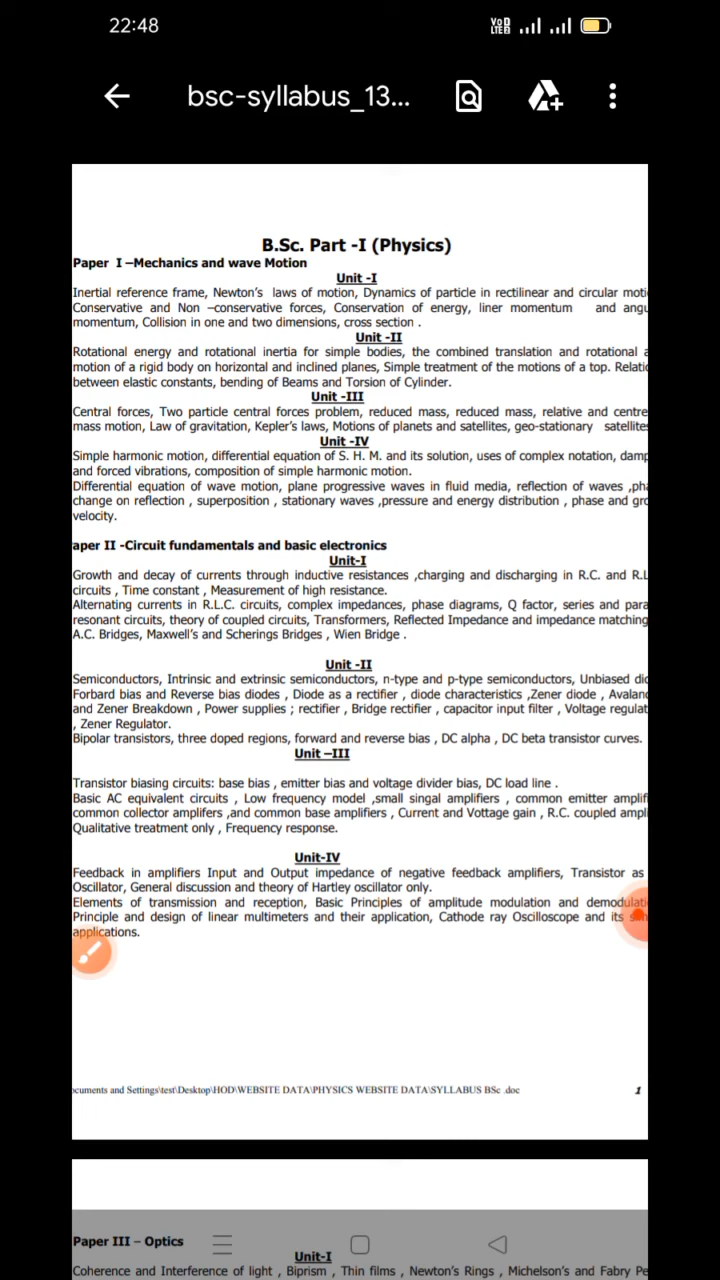 22:48
VoD LTE2
bsc-syllabus_13...
B.Sc. Part -I (Physics)
Paper I –Mechanics and wave Motion
Unit -I
Inertial reference frame, Newton's laws of motion, Dynamics of particle in rectilinear and circular moti
Conservative and Non –conservative forces, Conservation of energy, liner momentum and angu
momentum, Collision in one and two dimensions, cross section .
Unit -II
Rotational energy and rotational inertia for simple bodies, the combined translation and rotational a
motion of a rigid body on horizontal and inclined planes, Simple treatment of the motions of a top. Relatio
between elastic constants, bending of Beams and Torsion of Cylinder.
Unit -III
Central forces, Two particle central forces problem, reduced mass, reduced mass, relative and centre
mass motion, Law of gravitation, Kepler's laws, Motions of planets and satellites, geo-stationary satellites
Unit -IV
Simple harmonic motion, differential equation of S. H. M. and its solution, uses of complex notation, damp
and forced vibrations, composition of simple harmonic motion.
Differential equation of wave motion, plane progressive waves in fluid media, reflection of waves ,pha
change on reflection , superposition , stationary waves ,pressure and energy distribution , phase and gro
velocity.
aper II -Circuit fundamentals and basic electronics
Unit-I
Growth and decay of currents through inductive resistances ,charging and discharging in R.C. and R.L
circuits , Time constant , Measurement of high resistance.
Alternating currents in R.L.C. circuits, complex impedances, phase diagrams, Q factor, series and para
resonant circuits, theory of coupled circuits, Transformers, Reflected Impedance and impedance matching
A.C. Bridges, Maxwell's and Scherings Bridges , Wien Bridge .
Unit -II
Semiconductors, Intrinsic and extrinsic semiconductors, n-type and p-type semiconductors, Unbiased dio
Forbard bias and Reverse bias diodes , Diode as a rectifier , diode characteristics ,Zener diode , Avalanc
and Zener Breakdown , Power supplies ; rectifier , Bridge rectifier , capacitor input filter , Voltage regulat
, Zener Regulator.
Bipolar transistors, three doped regions, forward and reverse bias , DC alpha , DC beta transistor curves.
Unit –III
Transistor biasing circuits: base bias , emitter bias and voltage divider bias, DC load line .
Basic AC equivalent circuits , Low frequency model ,small singal amplifiers , common emitter amplifi
common collector amplifers ,and common base amplifiers , Current and Vottage gain , R.C. coupled ampli
Qualitative treatment only , Frequency response.
Unit-IV
Feedback in amplifiers Input and Output impedance of negative feedback amplifiers, Transistor as
Oscillator, General discussion and theory of Hartley oscillator only.
Elements of transmission and reception, Basic Principles of amplitude modulation and demodulati
Principle and design of linear multimeters and their application, Cathode ray Oscilloscope and its
applications.
ocuments and Settings\test\Desktop\HOD\WEBSITE DATA\PHYSICS WEBSITE DATA\SYLLABUS BSc .doc 1
Paper III – Optics
Unit-I
Coherence and Interference of light , Biprism , Thin films , Newton's Rings , Michelson's and Fabry Pe